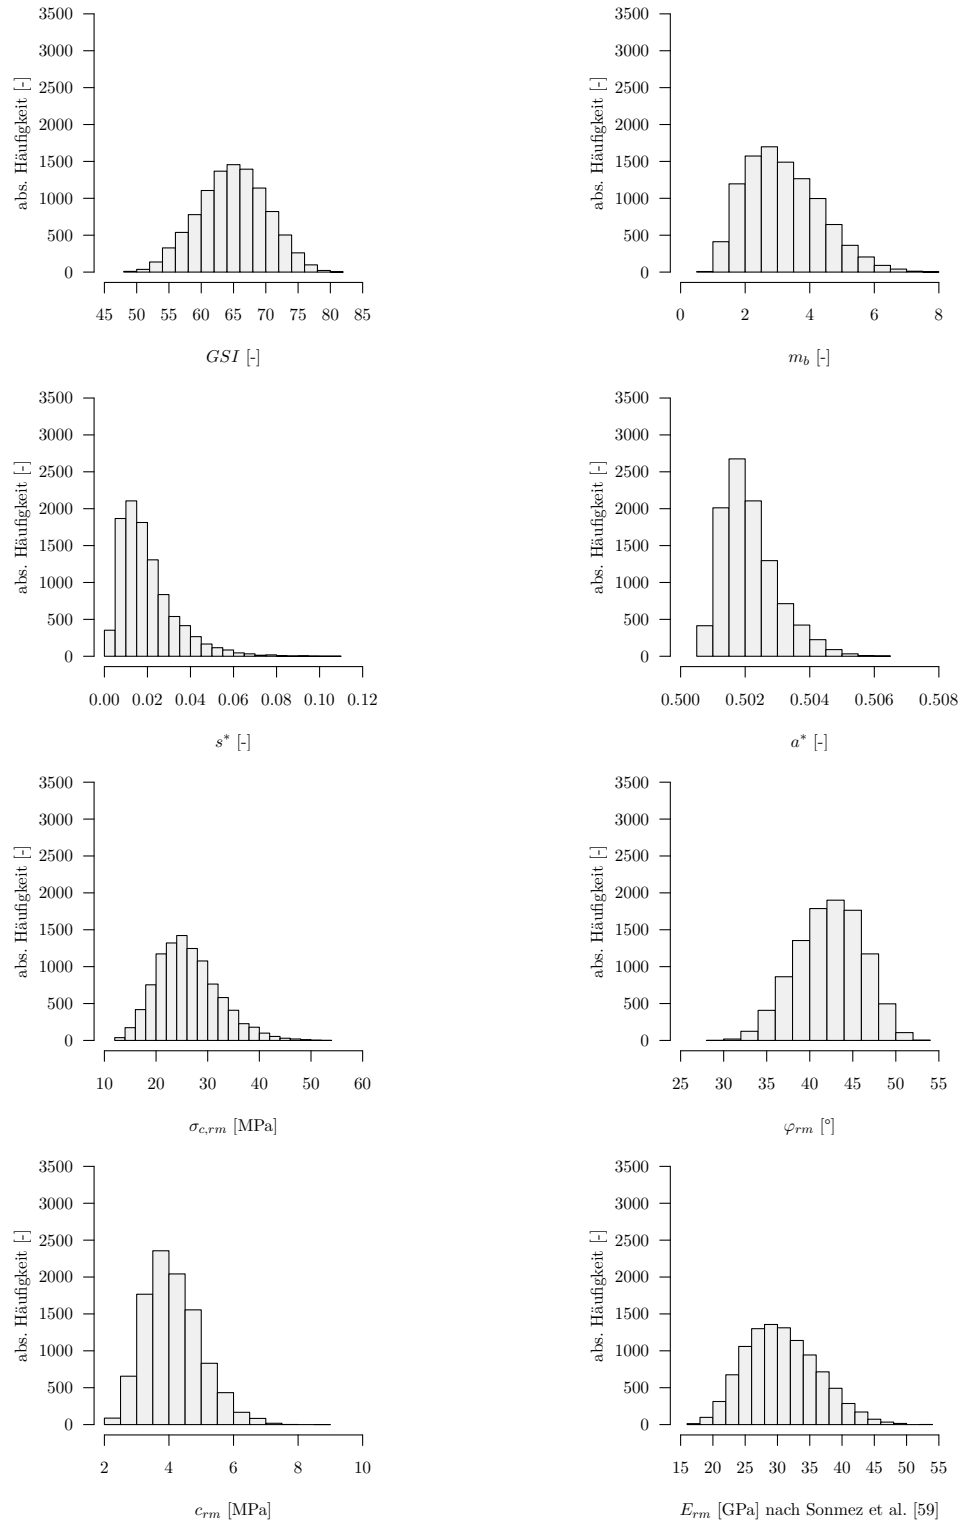 3500
3000
2500
2000
1500
1000
500
0
abs. Häufigkeit [-]
45 50 55 60 65 70 75 80 85
GSI [-]
3500
3000
2500
2000
1500
1000
500
0
abs. Häufigkeit [-]
0 2 4 6 8
m_b [-]
3500
3000
2500
2000
1500
1000
500
0
abs. Häufigkeit [-]
0.00 0.02 0.04 0.06 0.08 0.10 0.12
s* [-]
3500
3000
2500
2000
1500
1000
500
0
abs. Häufigkeit [-]
0.500 0.502 0.504 0.506 0.508
a* [-]
3500
3000
2500
2000
1500
1000
500
0
abs. Häufigkeit [-]
10 20 30 40 50 60
σ_{c,rm} [MPa]
3500
3000
2500
2000
1500
1000
500
0
abs. Häufigkeit [-]
25 30 35 40 45 50 55
φ_{rm} [°]
3500
3000
2500
2000
1500
1000
500
0
abs. Häufigkeit [-]
2 4 6 8 10
c_{rm} [MPa]
3500
3000
2500
2000
1500
1000
500
0
abs. Häufigkeit [-]
15 20 25 30 35 40 45 50 55
E_{rm} [GPa] nach Sonmez et al. [59]